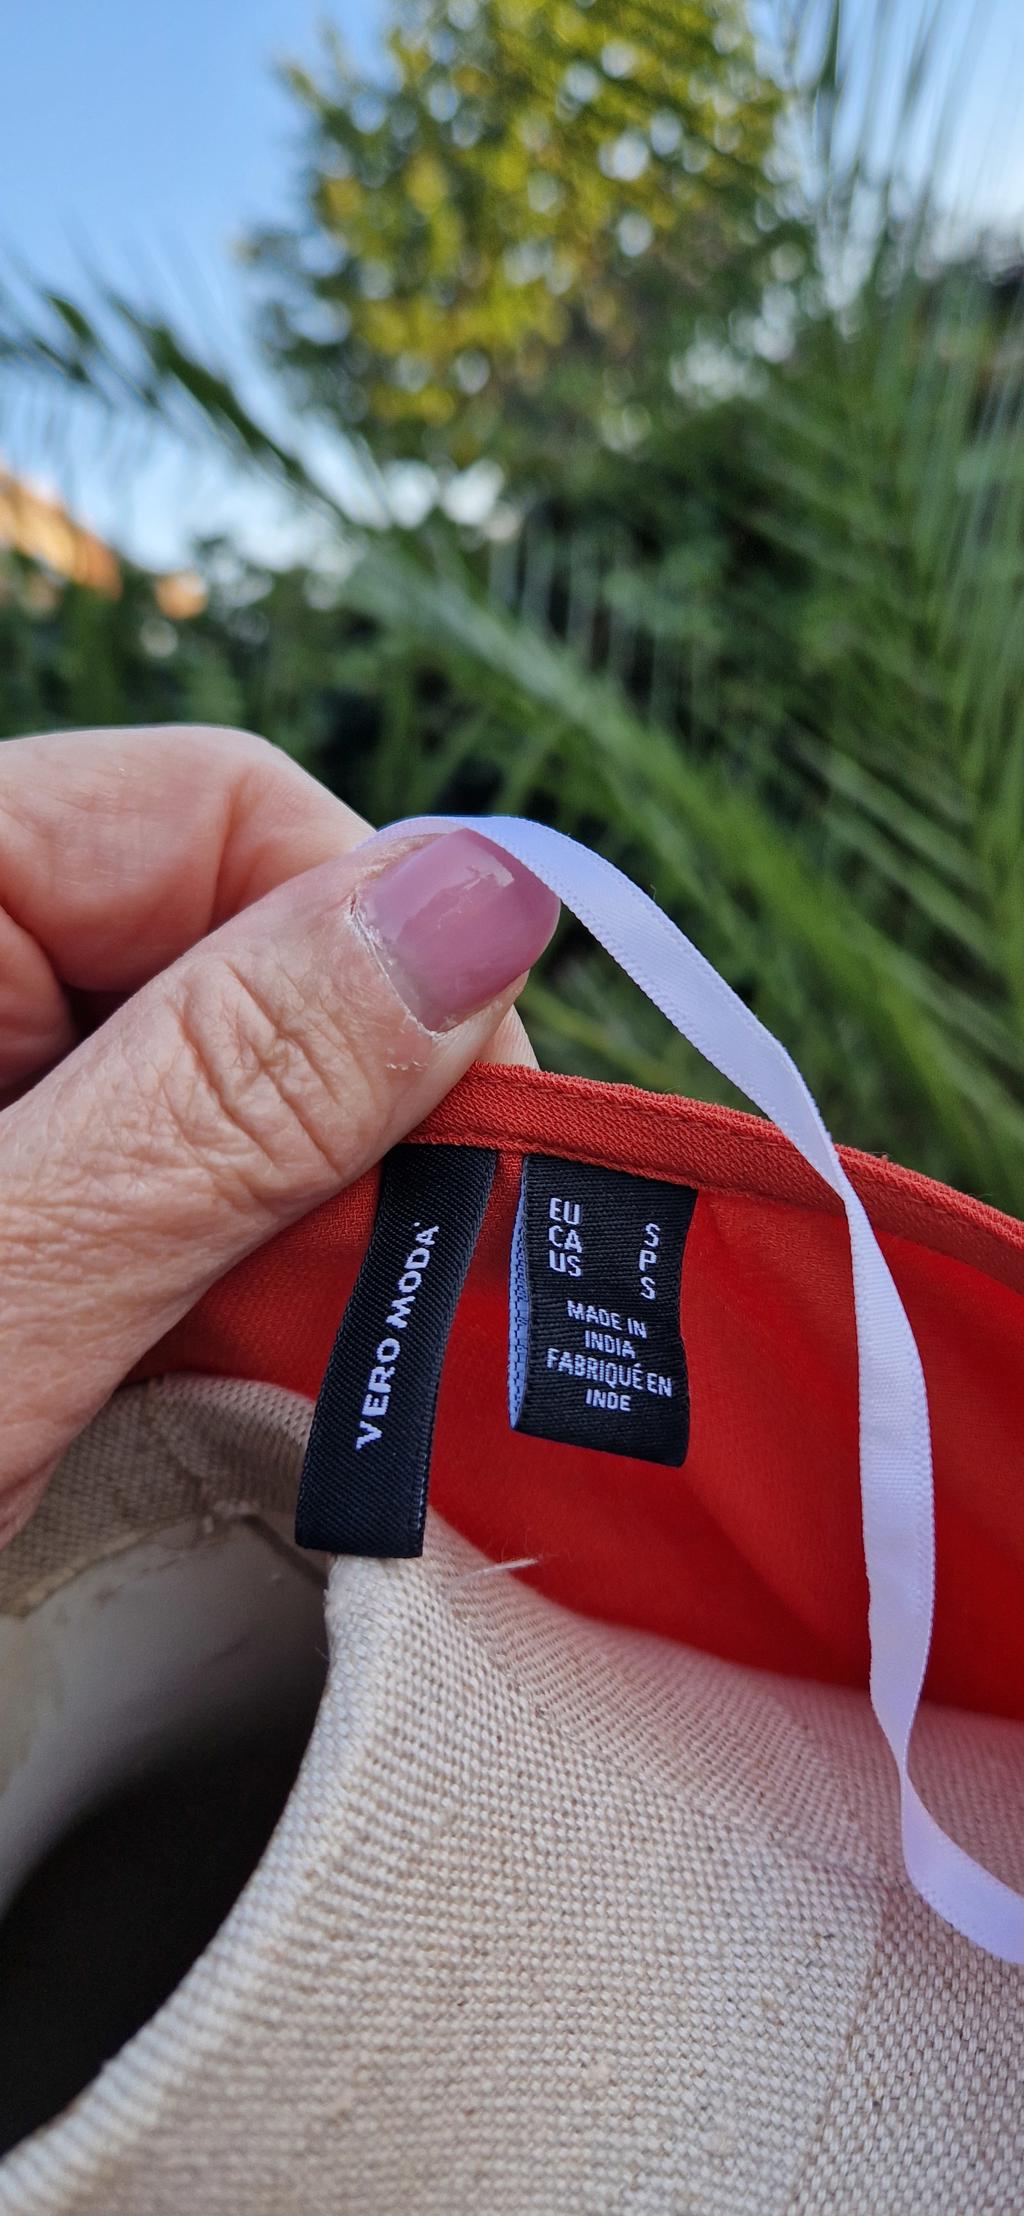 VERO MODA
EU S
CA P
US S
MADE IN
INDIA
FABRIQUÉ EN
INDE